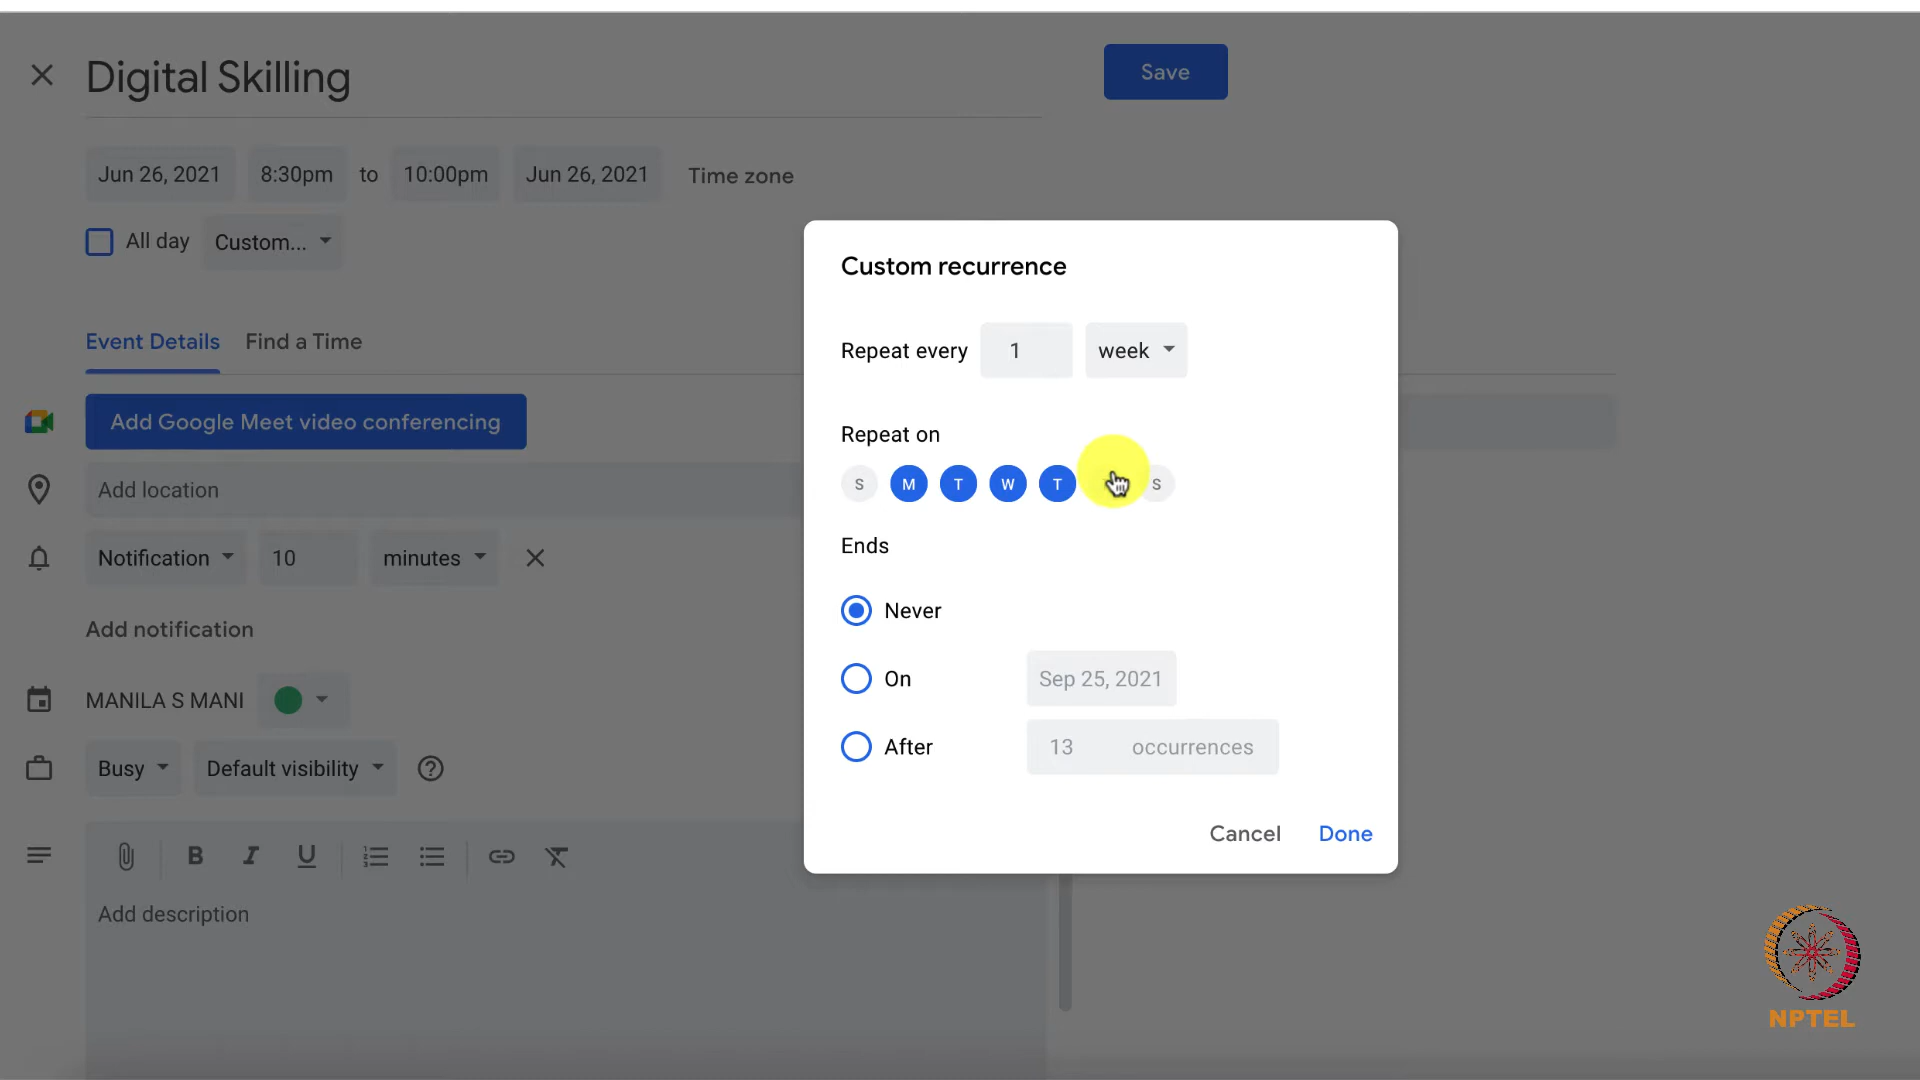 Digital Skilling
Save
Jun 26, 2021 8:30pm to 10:00pm Jun 26, 2021 Time zone
All day Custom...
Custom recurrence
Repeat every 1 week
Repeat on
S M T W T S
Ends
Never
On Sep 25, 2021
After 13 occurrences
Cancel Done
Event Details Find a Time
Add Google Meet video conferencing
Add location
Notification 10 minutes
Add notification
MANILA S MANI
Busy Default visibility
B I U
Add description
NPTEL